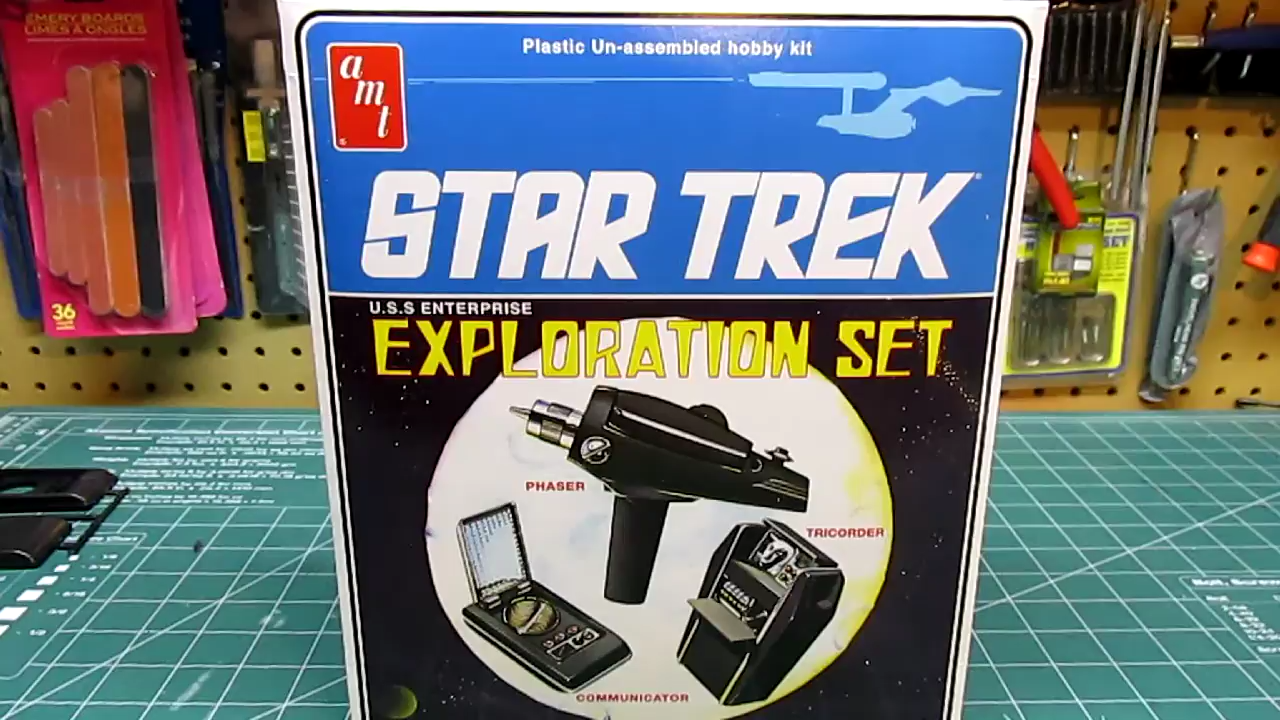 EMERY BOARDS
LIMES A ONGLES
36
Plastic Un-assembled hobby kit
amt
STAR TREK
U.S.S ENTERPRISE
EXPLORATION SET
PHASER
TRICORDER
COMMUNICATOR